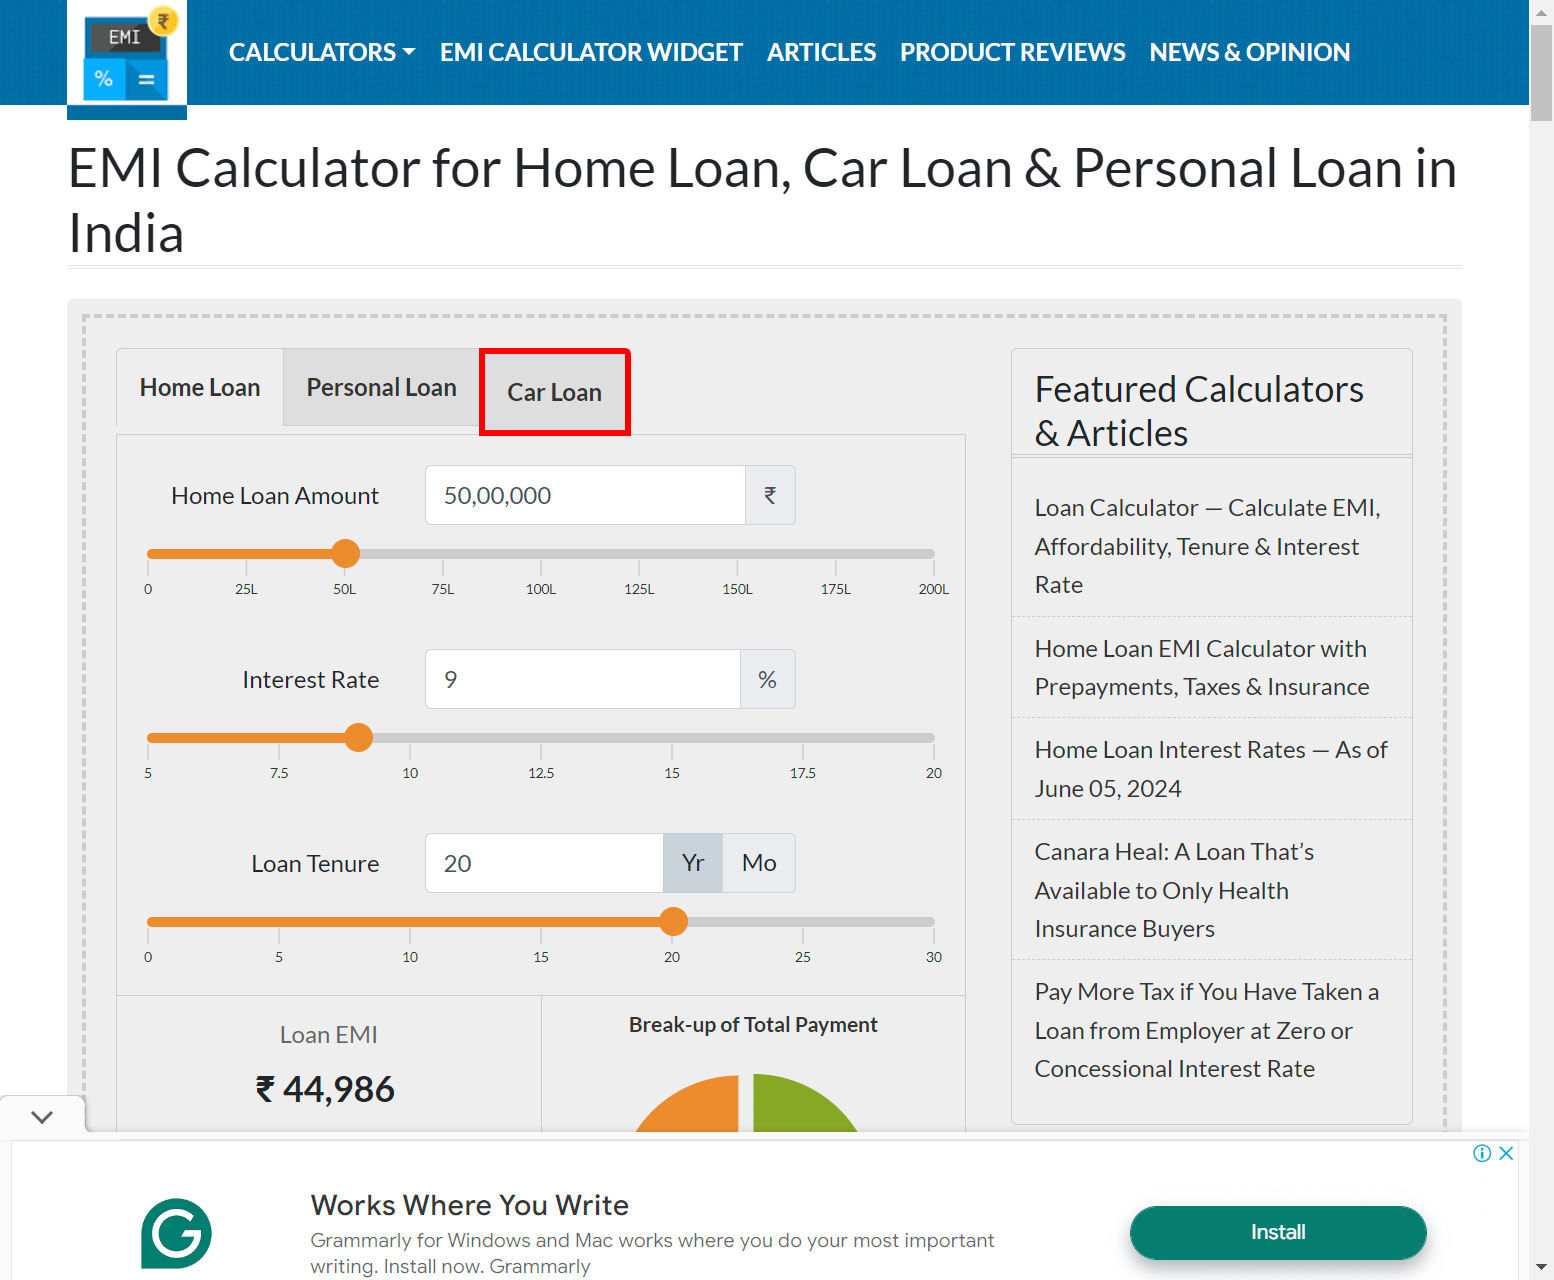 EMI
₹
%
=
CALCULATORS
EMI CALCULATOR WIDGET
ARTICLES
PRODUCT REVIEWS
NEWS & OPINION
EMI Calculator for Home Loan, Car Loan & Personal Loan in
India
Home Loan
Personal Loan
Car Loan
Home Loan Amount
50,00,000
₹
0 25L 50L 75L 100L 125L 150L 175L 200L
Interest Rate
9
%
5 7.5 10 12.5 15 17.5 20
Loan Tenure
20
Yr
Mo
0 5 10 15 20 25 30
Loan EMI
₹ 44,986
Break-up of Total Payment
Featured Calculators
& Articles
Loan Calculator — Calculate EMI,
Affordability, Tenure & Interest
Rate
Home Loan EMI Calculator with
Prepayments, Taxes & Insurance
Home Loan Interest Rates — As of
June 05, 2024
Canara Heal: A Loan That's
Available to Only Health
Insurance Buyers
Pay More Tax if You Have Taken a
Loan from Employer at Zero or
Concessional Interest Rate
Works Where You Write
Grammarly for Windows and Mac works where you do your most important
writing. Install now. Grammarly
Install